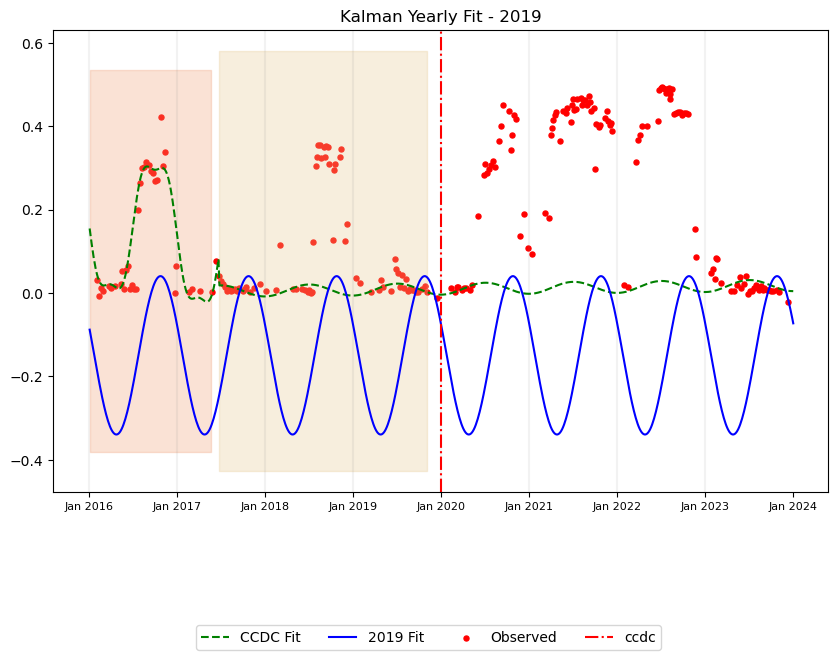 Kalman Yearly Fit - 2019
0.6
0.4
0.2
0.0
−0.2
−0.4
Jan 2016 Jan 2017 Jan 2018 Jan 2019 Jan 2020 Jan 2021 Jan 2022 Jan 2023 Jan 2024
CCDC Fit 2019 Fit Observed ccdc